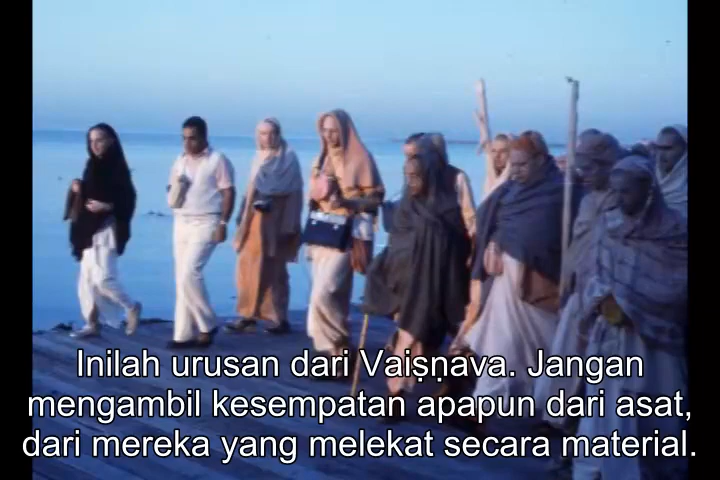 Inilah urusan dari Vaiṣṇava. Jangan
mengambil kesempatan apapun dari asat,
dari mereka yang melekat secara material.